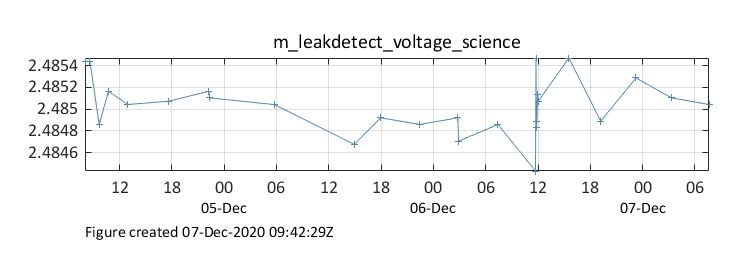 m_leakdetect_voltage_science
2.4854
2.4852
2.485
2.4848
2.4846
12 18 00 06 12 18 00 06 12 18 00 06
05-Dec 06-Dec 07-Dec
Figure created 07-Dec-2020 09:42:29Z